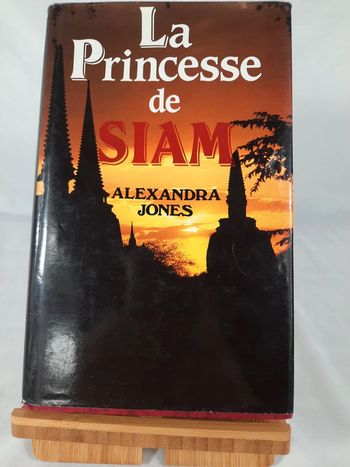 La
Princesse
de
SIAM
ALEXANDRA
JONES